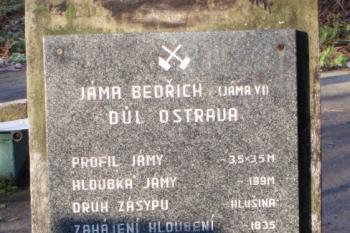 JÁMA BEDŘICH (JÁMA VI)
DŮL OSTRAVA
PROFIL JÁMY - 3,5×3,5M
HLOUBKA JÁMY - 199M
DRUH ZÁSYPU HLUŠINA
ZAHÁJENÍ HLOUBENÍ - 1835